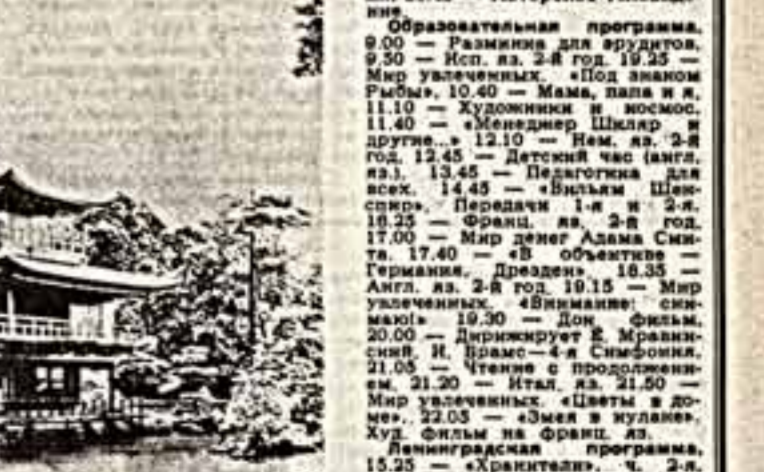 ние.
Образовательная программа.
9.00 — Разминка для эрудитов.
9.50 — Исп. яз. 2-й год. 19.25 —
Мир увлеченных. «Под знаком
Рыбы». 10.40 — Мама, папа и я.
11.10 — Художники и космос.
11.40 — «Менеджер Шкляр и
другие...» 12.10 — Нем. яз. 2-й
год. 12.45 — Детский час (англ.
яз.). 13.45 — Педагогика для
всех. 14.45 — «Вильям Шек-
спир». Передачи 1-я и 2-я.
16.25 — Франц. яз. 2-й год.
17.00 — Мир денег Адама Сми-
та. 17.40 — «В объективе —
Германия. Дрезден». 18.35 —
Англ. яз. 2-й год. 19.15 — Мир
увлеченных. «Внимание: сни-
маю!» 19.30 — Док. фильм.
20.00 — Дирижирует Е. Мравин-
ский. И. Брамс—4-я Симфония.
21.05 — Чтение с продолжени-
ем. 21.20 — Итал. яз. 21.50 —
Мир увлеченных. «Цветы в до-
ме». 22.05 — «Змея в кулаке».
Худ. фильм на франц. яз.
Ленинградская программа.
15.25 — «Хранители». ч. 2-я